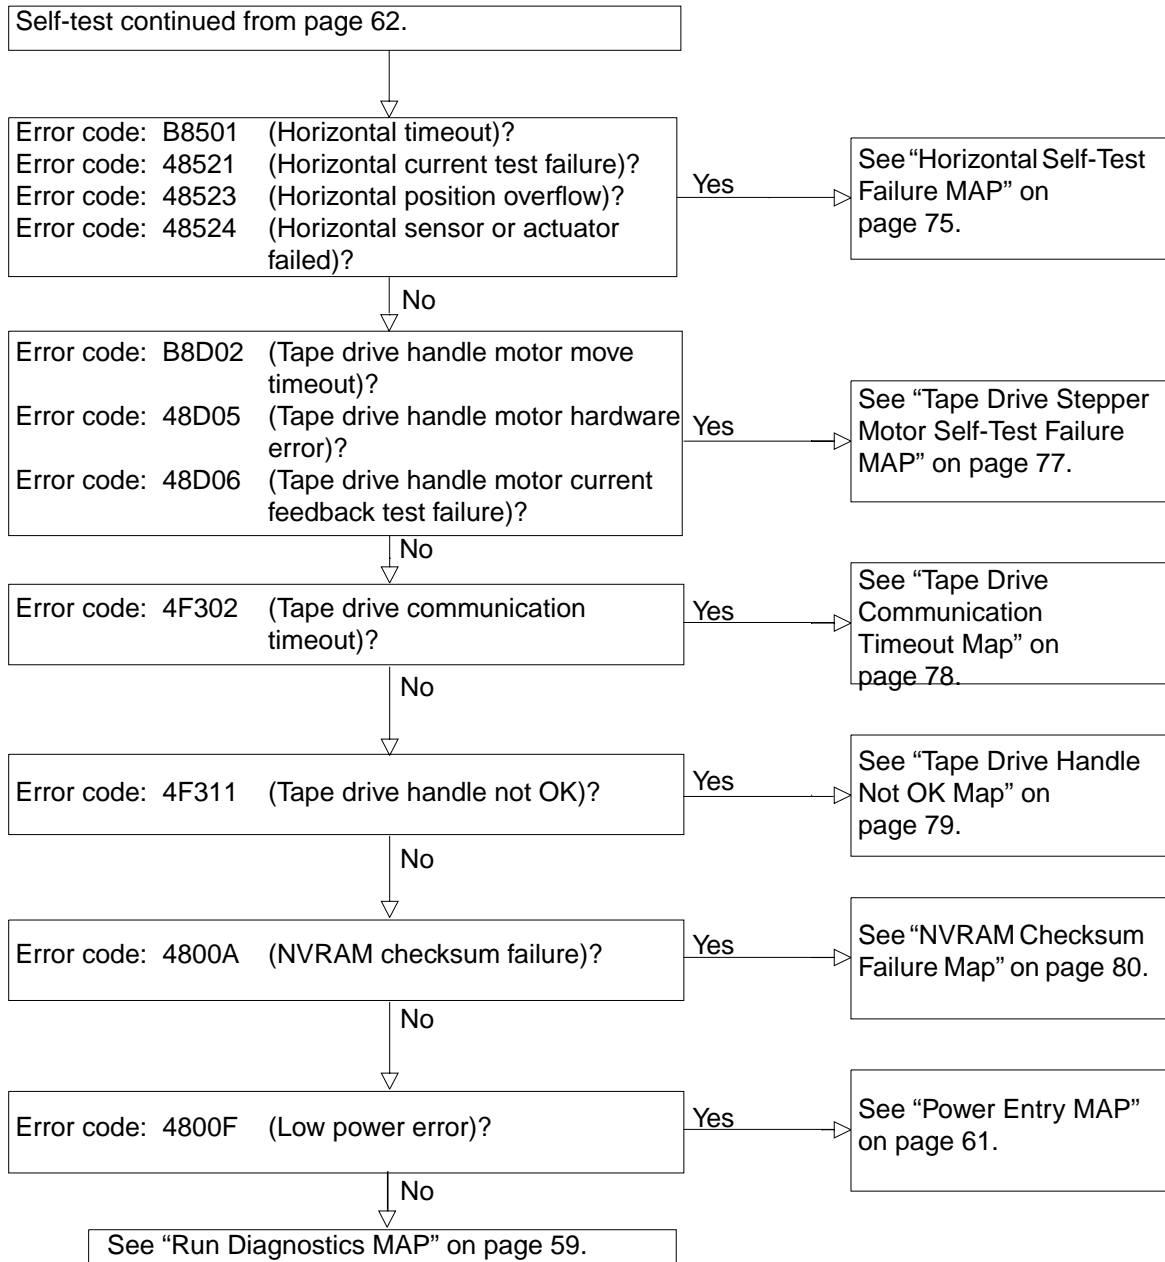 Self-test continued from page 62.
Error code: B8501 (Horizontal timeout)?
Error code: 48521 (Horizontal current test failure)?
Error code: 48523 (Horizontal position overflow)?
Error code: 48524 (Horizontal sensor or actuator
failed)?
Yes
See “Horizontal Self-Test
Failure MAP” on
page 75.
No
Error code: B8D02 (Tape drive handle motor move
timeout)?
Error code: 48D05 (Tape drive handle motor hardware
error)?
Error code: 48D06 (Tape drive handle motor current
feedback test failure)?
Yes
See “Tape Drive Stepper
Motor Self-Test Failure
MAP” on page 77.
No
Error code: 4F302 (Tape drive communication
timeout)?
Yes
See “Tape Drive
Communication
Timeout Map” on
page 78.
No
Error code: 4F311 (Tape drive handle not OK)?
Yes
See “Tape Drive Handle
Not OK Map” on
page 79.
No
Error code: 4800A (NVRAM checksum failure)?
Yes
See “NVRAM Checksum
Failure Map” on page 80.
No
Error code: 4800F (Low power error)?
Yes
See “Power Entry MAP”
on page 61.
No
See “Run Diagnostics MAP” on page 59.